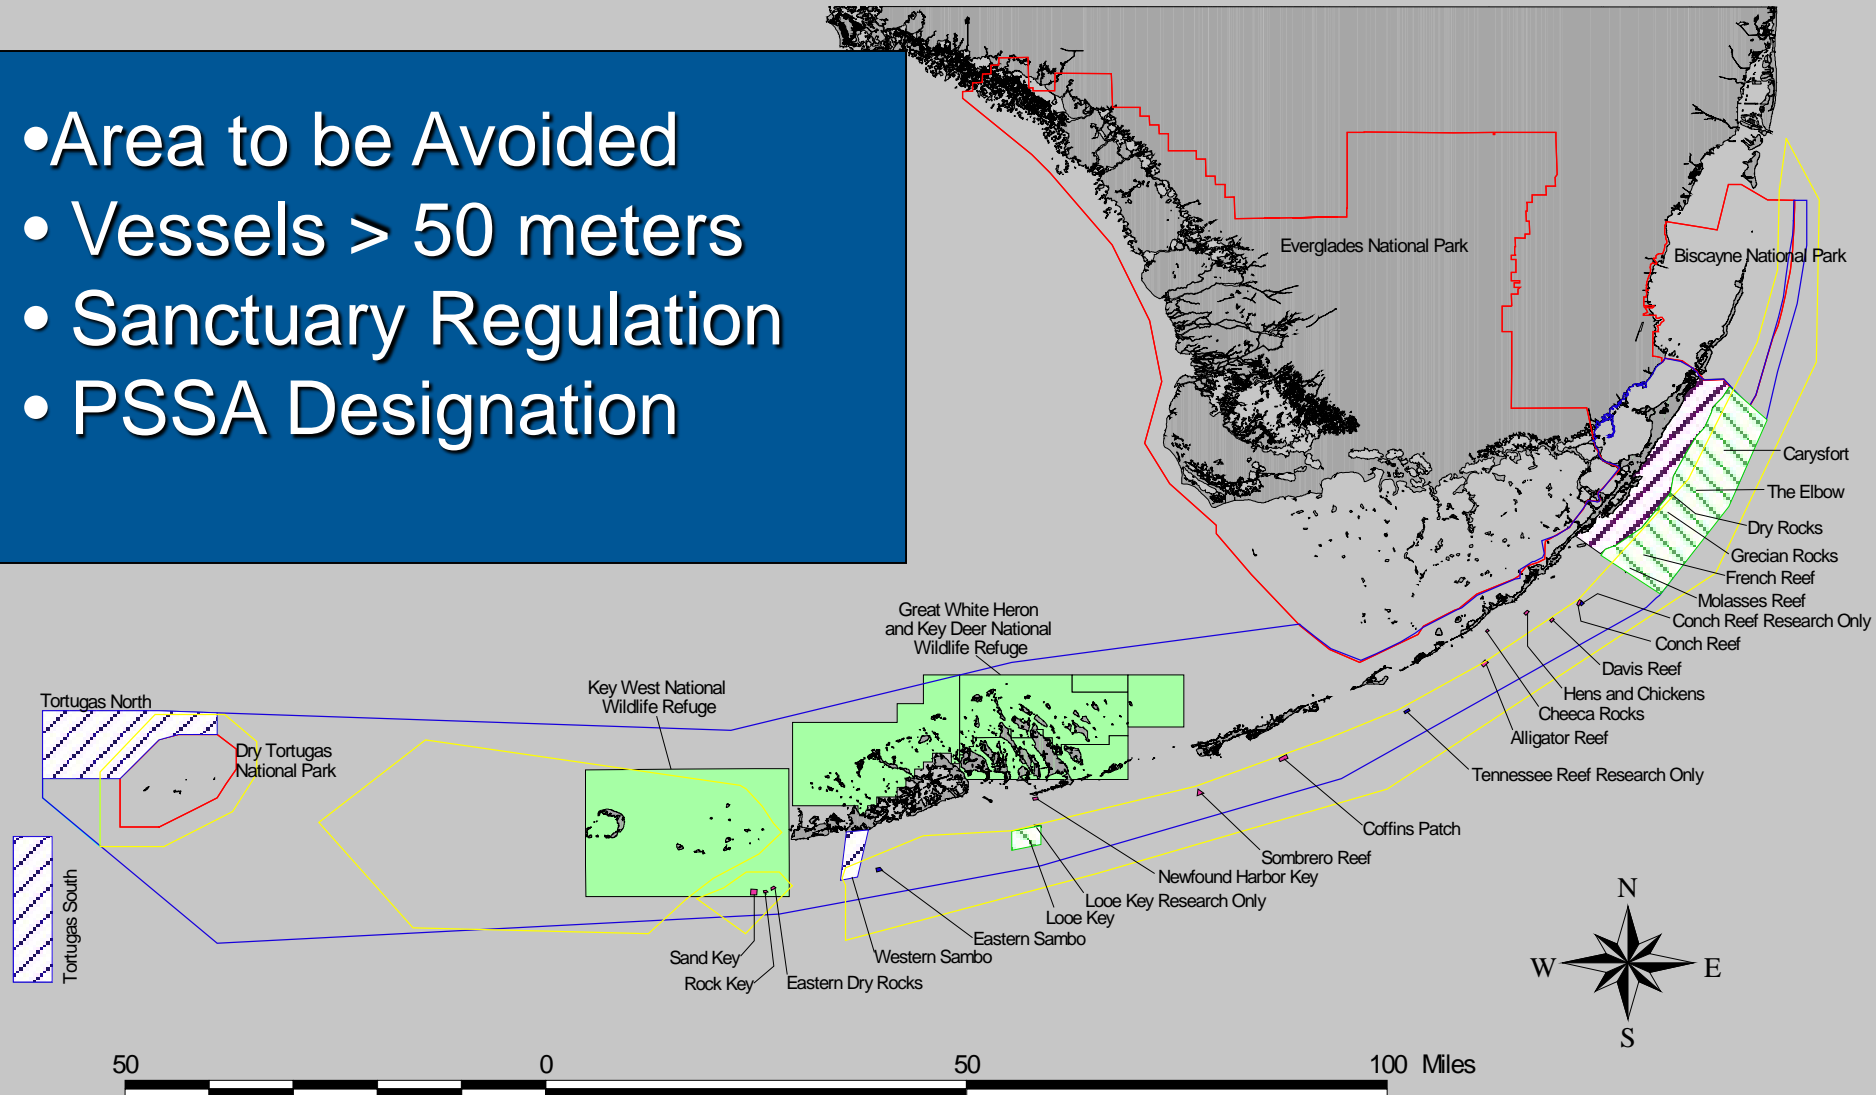 •Area to be Avoided
• Vessels > 50 meters
• Sanctuary Regulation
• PSSA Designation
Everglades National Park
Biscayne National Park
Carysfort
The Elbow
Dry Rocks
Grecian Rocks
French Reef
Molasses Reef
Conch Reef Research Only
Conch Reef
Davis Reef
Hens and Chickens
Cheeca Rocks
Alligator Reef
Tennessee Reef Research Only
Coffins Patch
Sombrero Reef
Newfound Harbor Key
Looe Key Research Only
Looe Key
Eastern Sambo
Western Sambo
Great White Heron
and Key Deer National
Wildlife Refuge
Key West National
Wildlife Refuge
Sand Key
Rock Key
Eastern Dry Rocks
Tortugas North
Dry Tortugas
National Park
Tortugas South
N
W
E
S
50
0
50
100 Miles